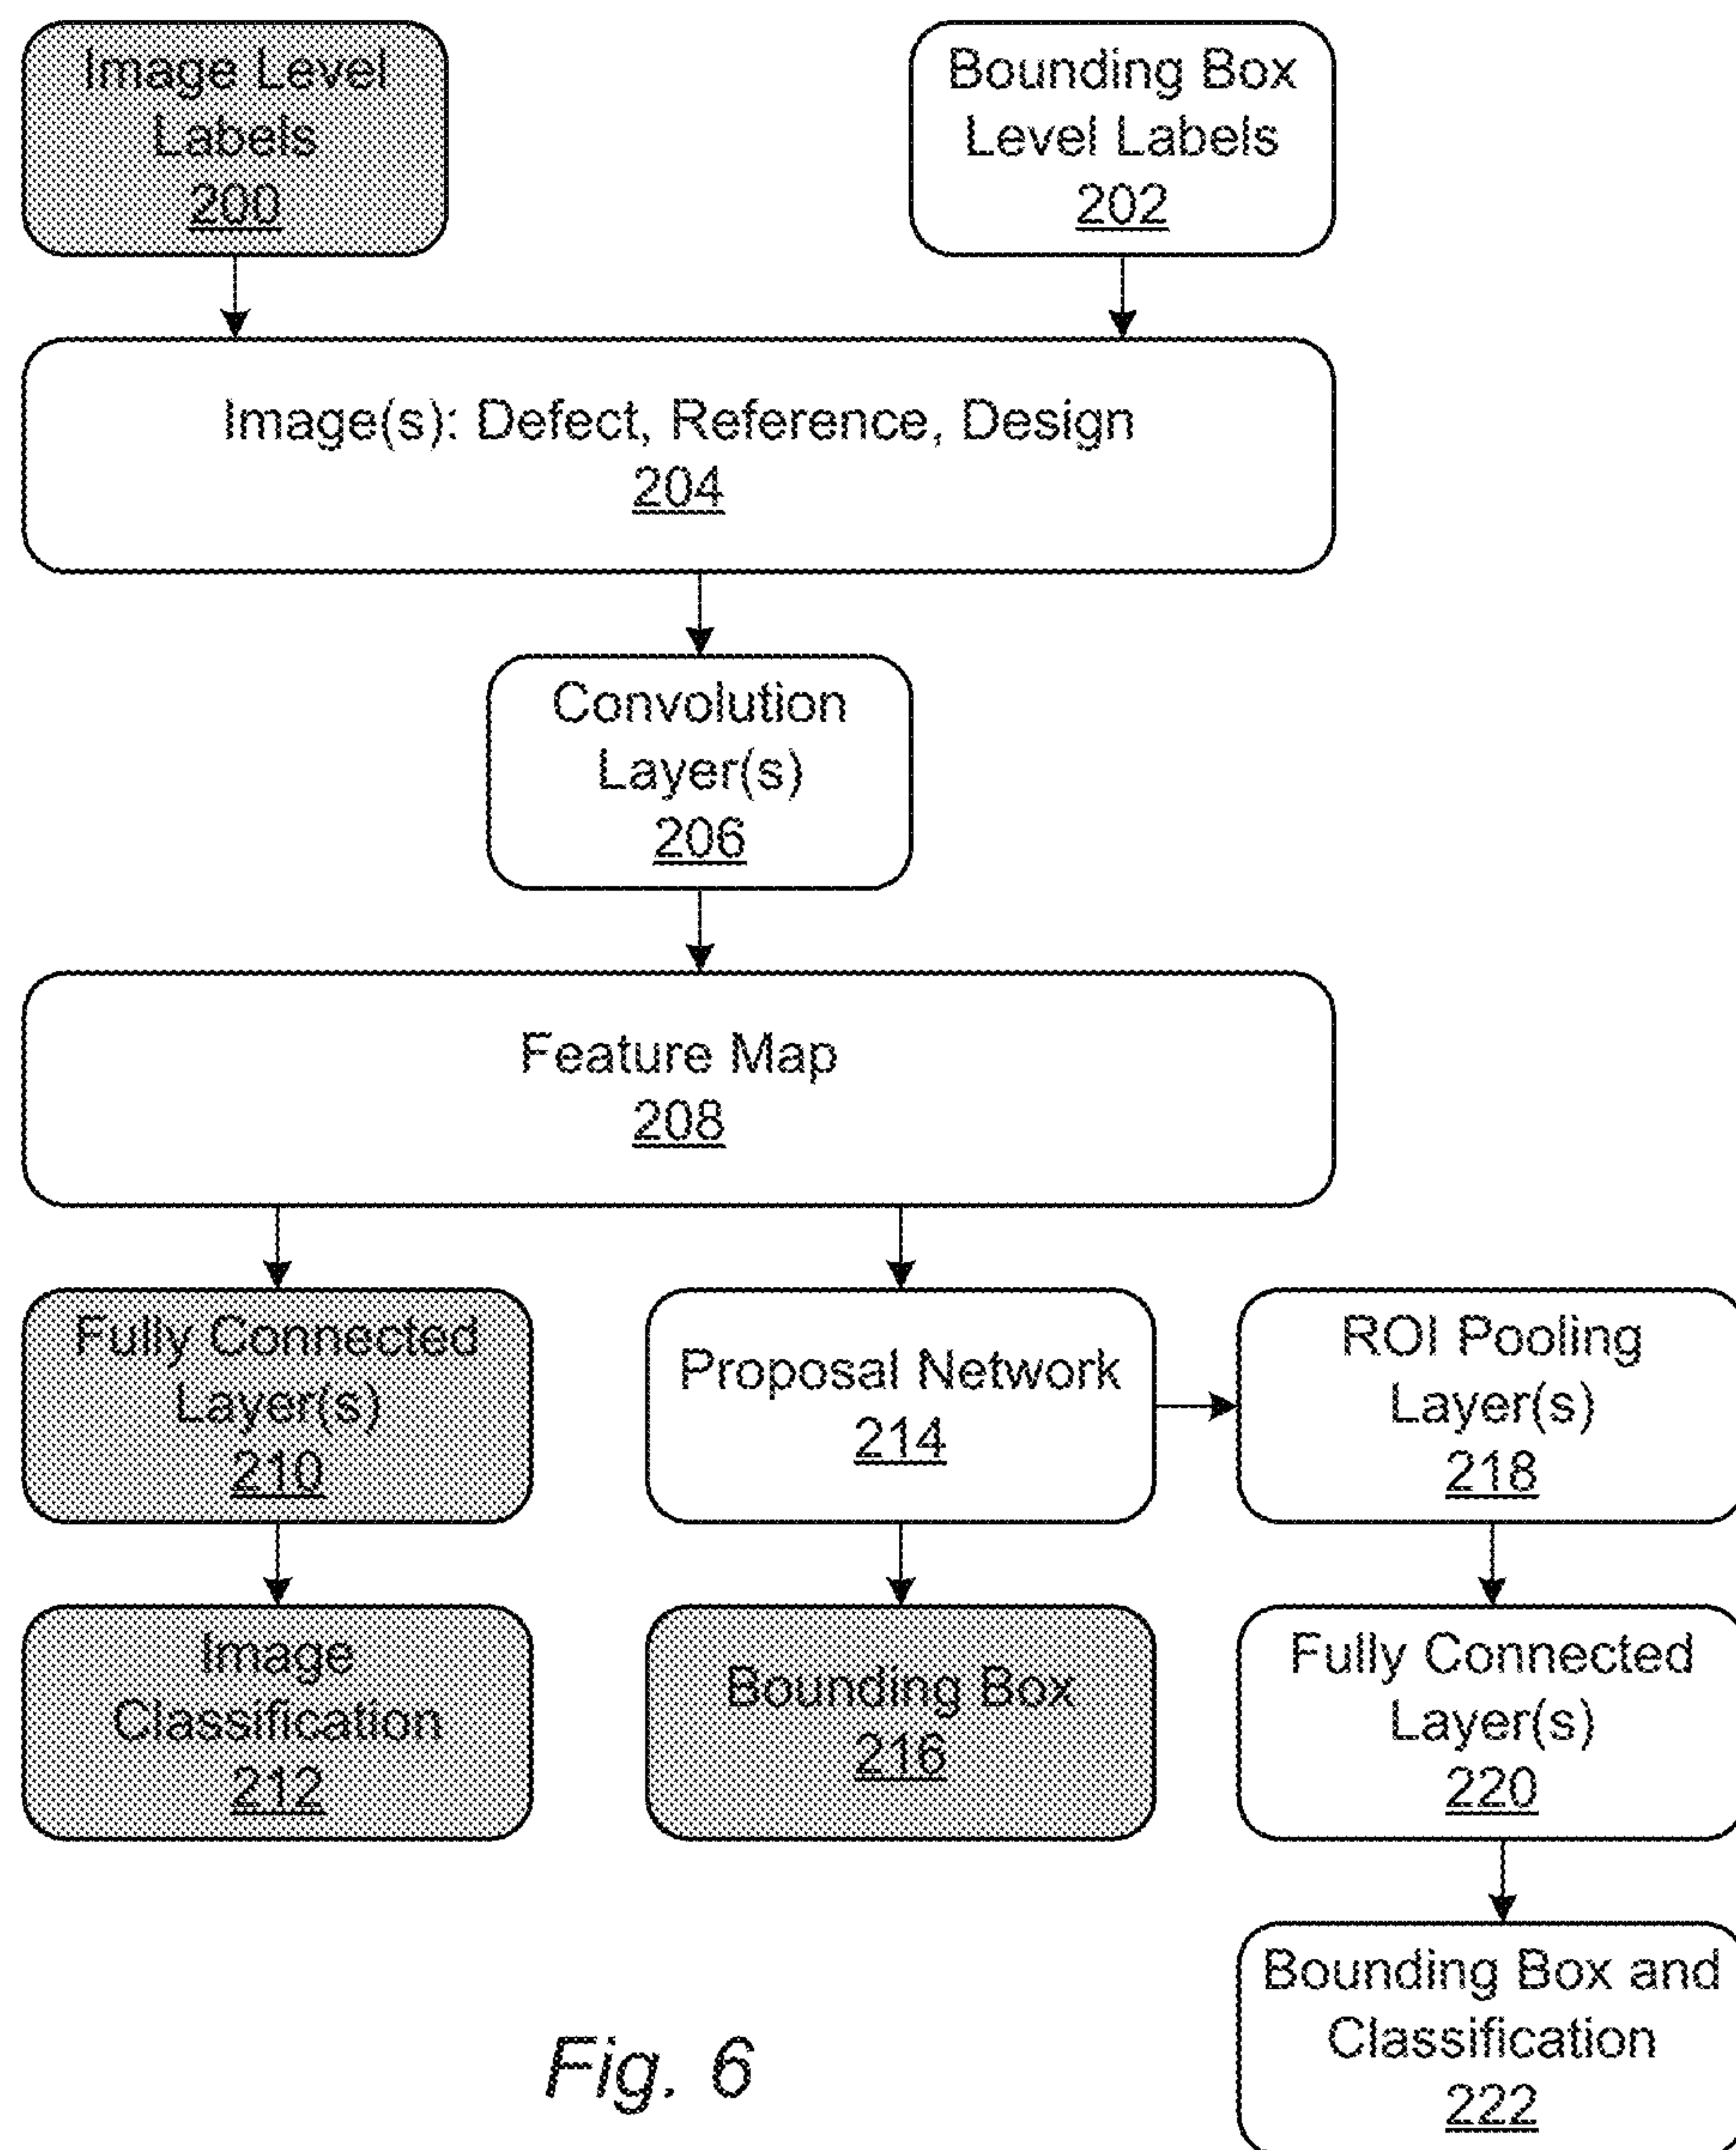 Image Level
Labels
200
Bounding Box
Level Labels
202
Image(s): Defect, Reference, Design
204
Convolution
Layer(s)
206
Feature Map
208
Fully Connected
Layer(s)
210
Proposal Network
214
ROI Pooling
Layer(s)
218
Image
Classification
212
Bounding Box
216
Fully Connected
Layer(s)
220
Bounding Box and
Classification
222
Fig. 6